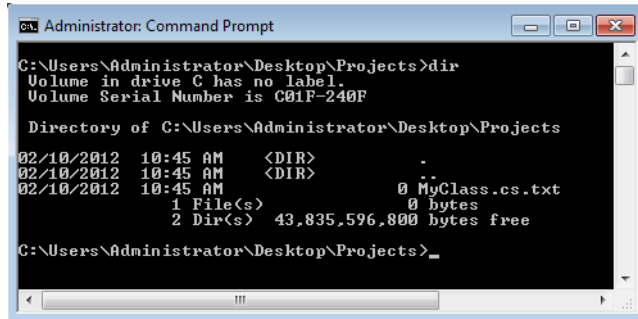 Administrator: Command Prompt
C:\Users\Administrator\Desktop\Projects>dir
 Volume in drive C has no label.
 Volume Serial Number is C01F-240F

 Directory of C:\Users\Administrator\Desktop\Projects

02/10/2012  10:45 AM    <DIR>          .
02/10/2012  10:45 AM    <DIR>          ..
02/10/2012  10:45 AM                 0 MyClass.cs.txt
               1 File(s)              0 bytes
               2 Dir(s)  43,835,596,800 bytes free

C:\Users\Administrator\Desktop\Projects>_